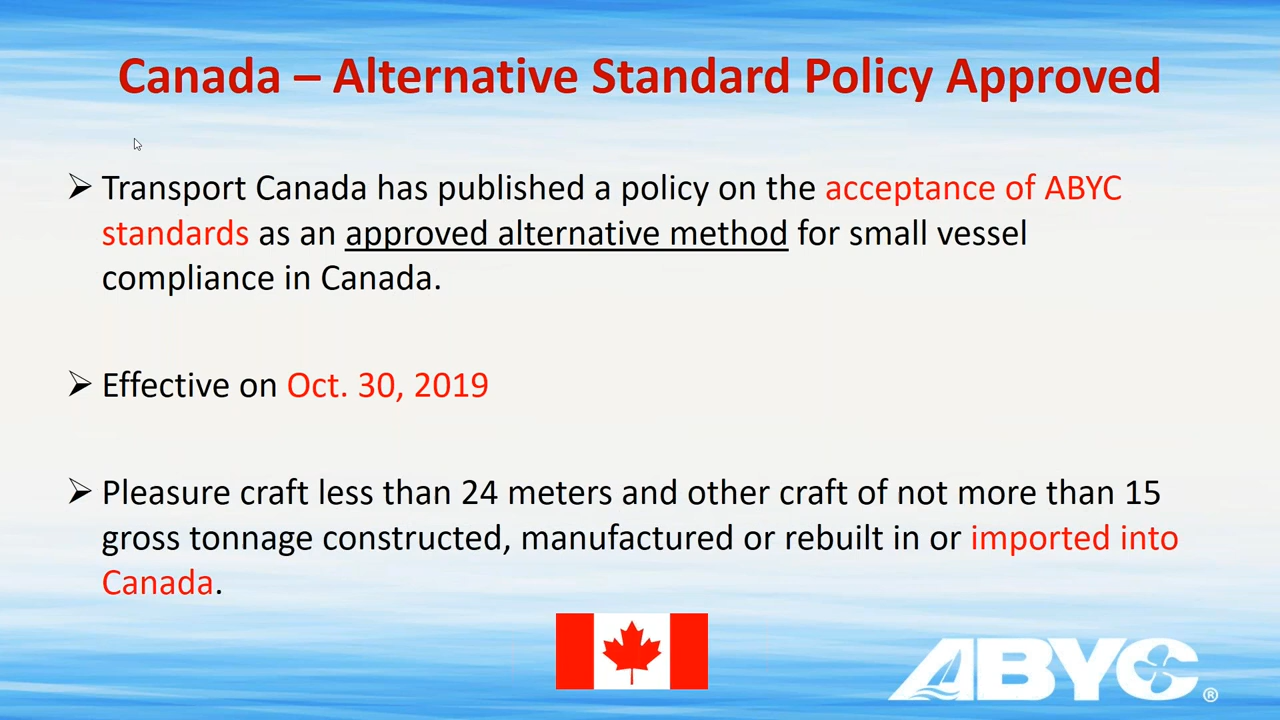 Canada – Alternative Standard Policy Approved
➢ Transport Canada has published a policy on the acceptance of ABYC
standards as an approved alternative method for small vessel
compliance in Canada.
➢ Effective on Oct. 30, 2019
➢ Pleasure craft less than 24 meters and other craft of not more than 15
gross tonnage constructed, manufactured or rebuilt in or imported into
Canada.
ABYC®